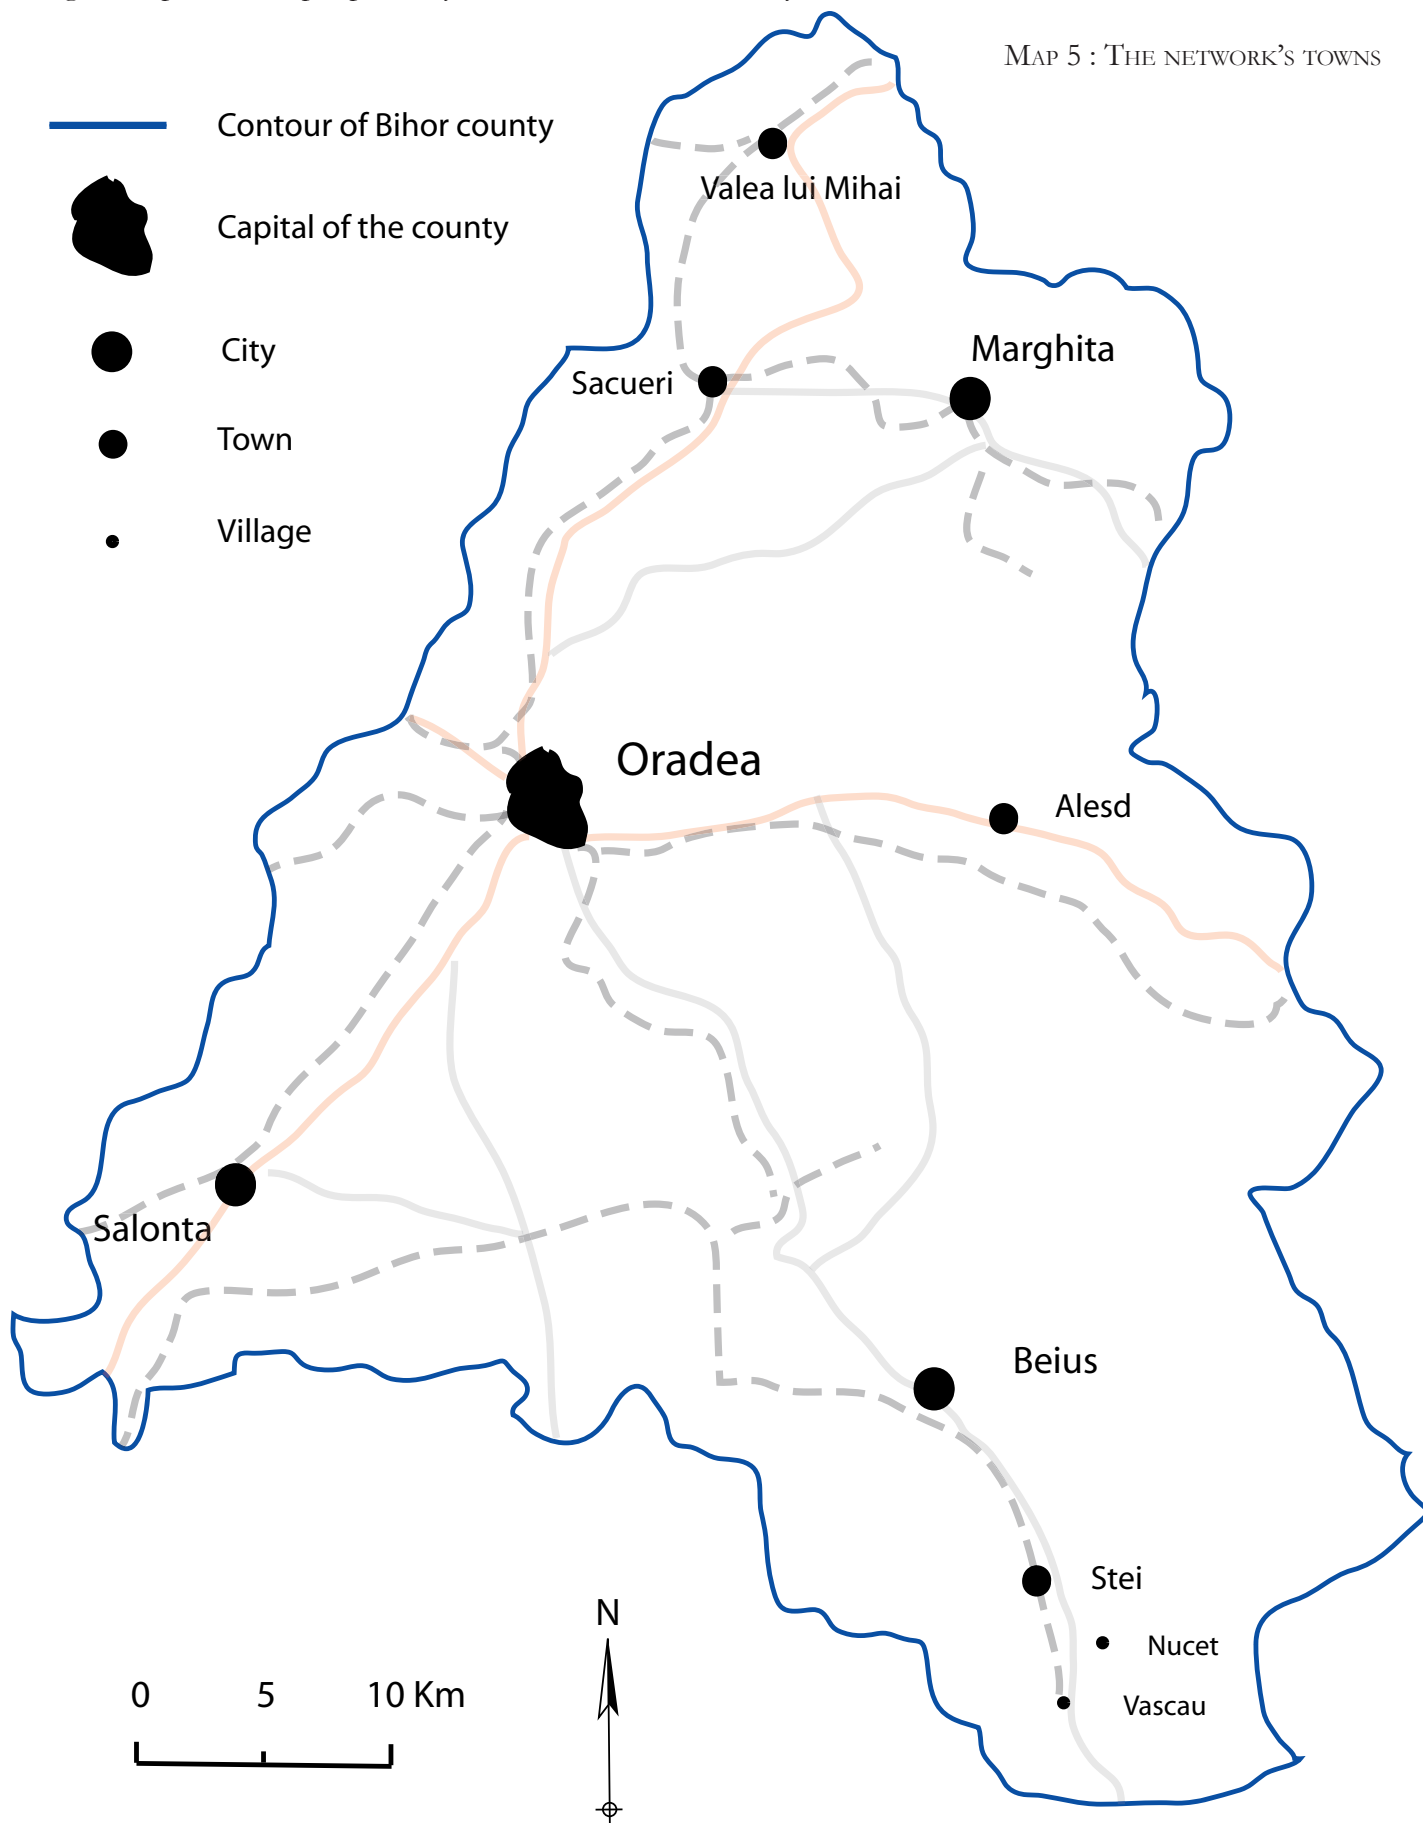 MAP 5 : THE NETWORK'S TOWNS
Contour of Bihor county
Capital of the county
City
Town
Village
Valea lui Mihai
Marghita
Sacueri
Oradea
Alesd
Salonta
Beius
Stei
Nucet
Vascau
N
0 5 10 Km